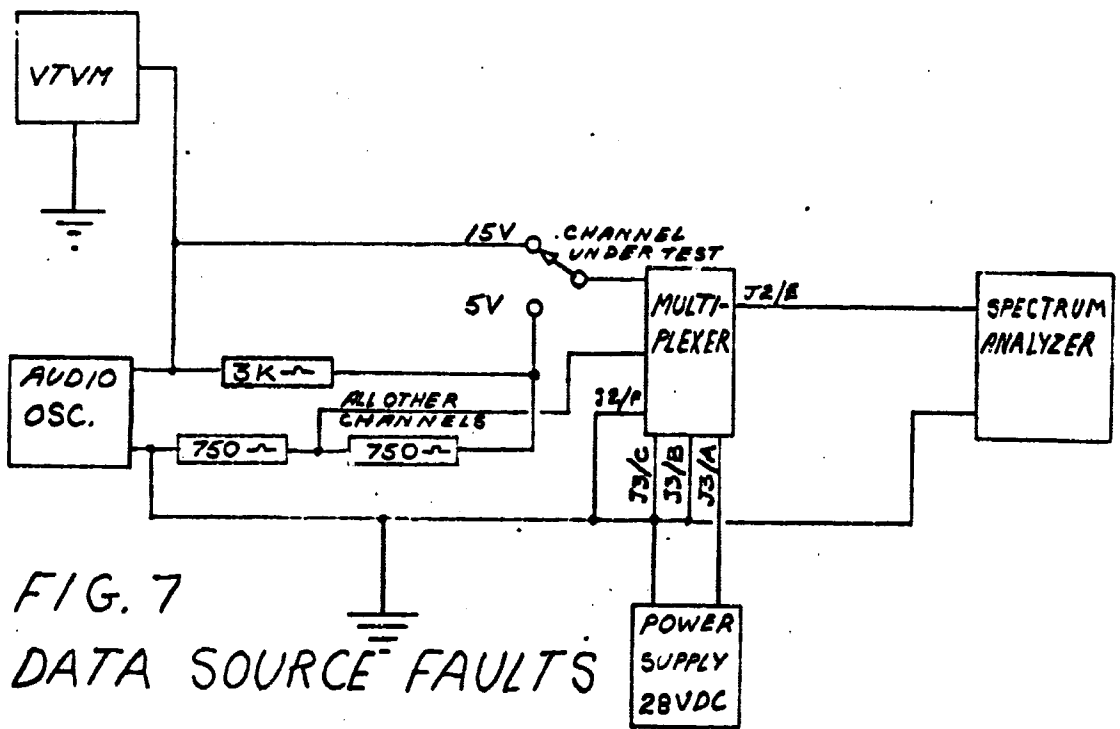 VTVM
15V
CHANNEL
UNDER TEST
5V
MULTI-
PLEXER
J2/E
SPECTRUM
ANALYZER
AUDIO
OSC.
3K
ALL OTHER
CHANNELS
J2/F
750
750
J3/C
J3/B
J3/A
POWER
SUPPLY
28VDC
FIG. 7
DATA SOURCE FAULTS